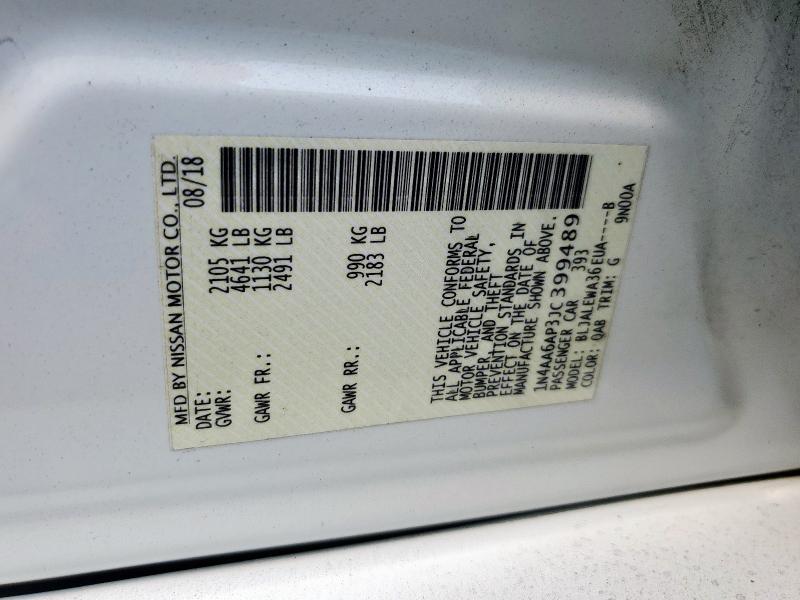 MFD BY NISSAN MOTOR CO., LTD.
DATE: 08/18
GVWR: 2105 KG
4641 LB
GAWR FR.: 1130 KG
2491 LB
GAWR RR.: 990 KG
2183 LB
THIS VEHICLE CONFORMS TO
ALL APPLICABLE FEDERAL
MOTOR VEHICLE SAFETY,
BUMPER, AND THEFT
PREVENTION STANDARDS IN
EFFECT ON THE DATE OF
MANUFACTURE SHOWN ABOVE.
1N4AA6AP3JC399489
PASSENGER CAR 393
MODEL: BLJALEWA36EUA----B
COLOR: QAB TRIM: G 9N00A